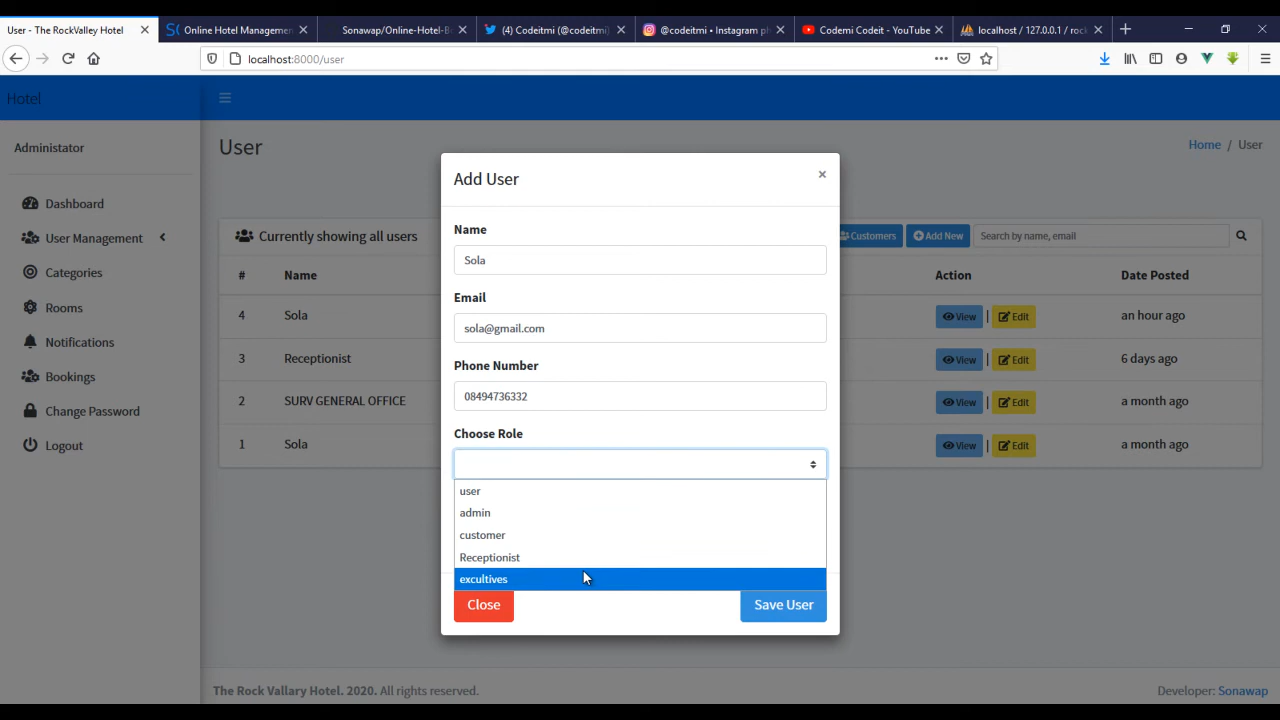 User - The RockValley Hotel
Online Hotel Managemen
Sonawap/Online-Hotel-B
(4) Codeitmi (@codeitmi)
@codeitmi • Instagram ph
Codemi Codeit - YouTube
localhost / 127.0.0.1 / rock
localhost:8000/user
Hotel
Administator
Dashboard
User Management
Categories
Rooms
Notifications
Bookings
Change Password
Logout
User
Home / User
Currently showing all users
Customers
Add New
Search by name, email
# Name Action Date Posted
4 Sola View | Edit an hour ago
3 Receptionist View | Edit 6 days ago
2 SURV GENERAL OFFICE View | Edit a month ago
1 Sola View | Edit a month ago
Add User ×
Name
Sola
Email
sola@gmail.com
Phone Number
08494736332
Choose Role
user
admin
customer
Receptionist
excultives
Close
Save User
The Rock Vallary Hotel. 2020. All rights reserved.
Developer: Sonawap